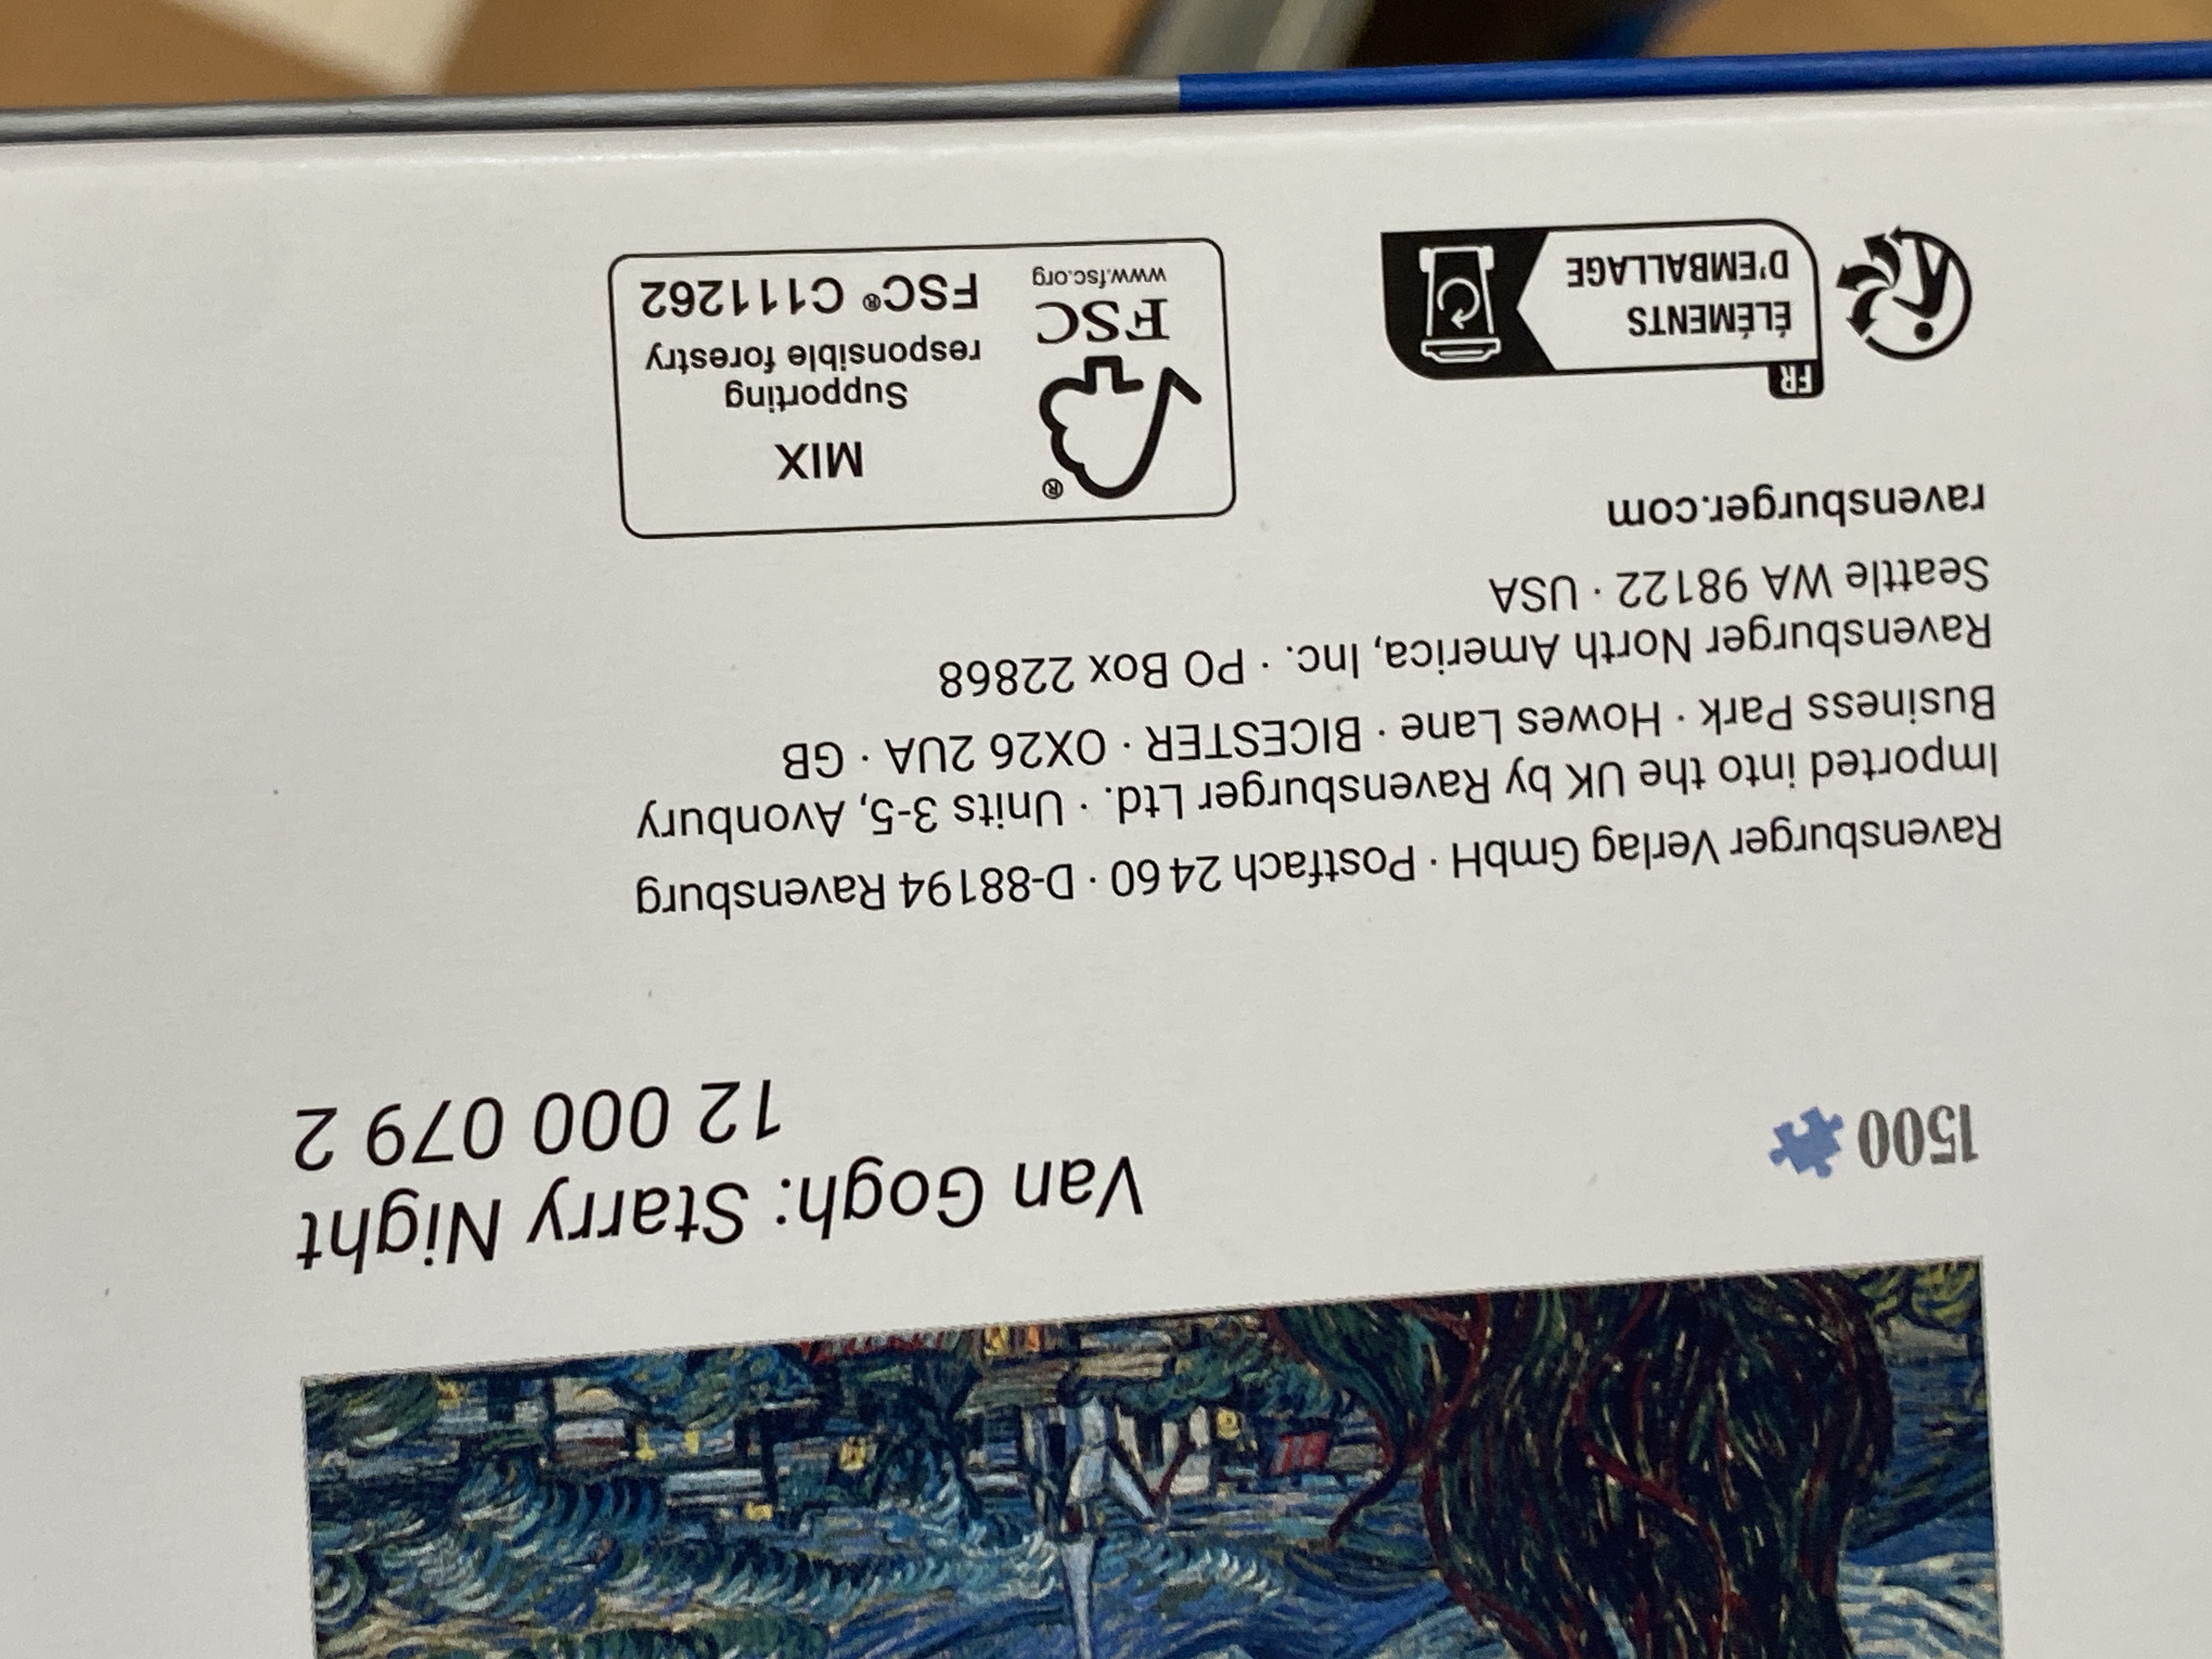 1500
Van Gogh: Starry Night
12 000 079 2
Ravensburger Verlag GmbH · Postfach 24 60 · D-88194 Ravensburg
Imported into the UK by Ravensburger Ltd. · Units 3-5, Avonbury
Business Park · Howes Lane · BICESTER · OX26 2UA · GB
Ravensburger North America, Inc. · PO Box 22868
Seattle WA 98122 · USA
ravensburger.com
FR
ÉLÉMENTS
D'EMBALLAGE
®
FSC
www.fsc.org
MIX
Supporting
responsible forestry
FSC® C111262